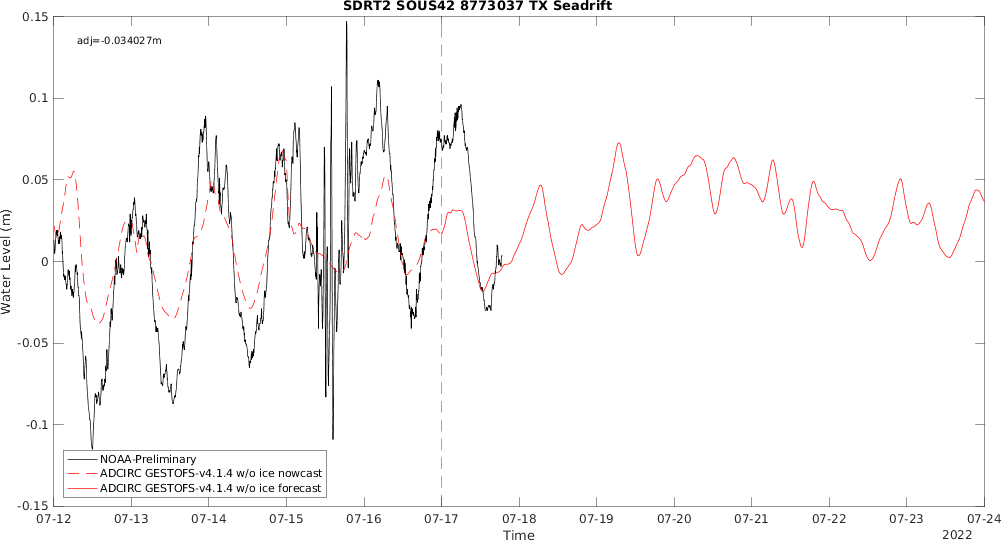 SDRT2 SOUS42 8773037 TX Seadrift
adj=-0.034027m
0.15
0.1
0.05
0
-0.05
-0.1
-0.15
Water Level (m)
NOAA-Preliminary
ADCIRC GESTOFS-v4.1.4 w/o ice nowcast
ADCIRC GESTOFS-v4.1.4 w/o ice forecast
07-12 07-13 07-14 07-15 07-16 07-17 07-18 07-19 07-20 07-21 07-22 07-23 07-24
Time
2022